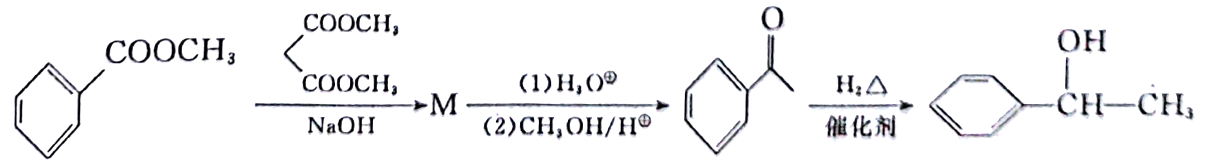 COOCH₃
COOCH₃
COOCH₃
NaOH
M
(1)H₃O⊕
(2)CH₃OH/H⊕
O
H₂△
催化剂
OH
CH—CH₃